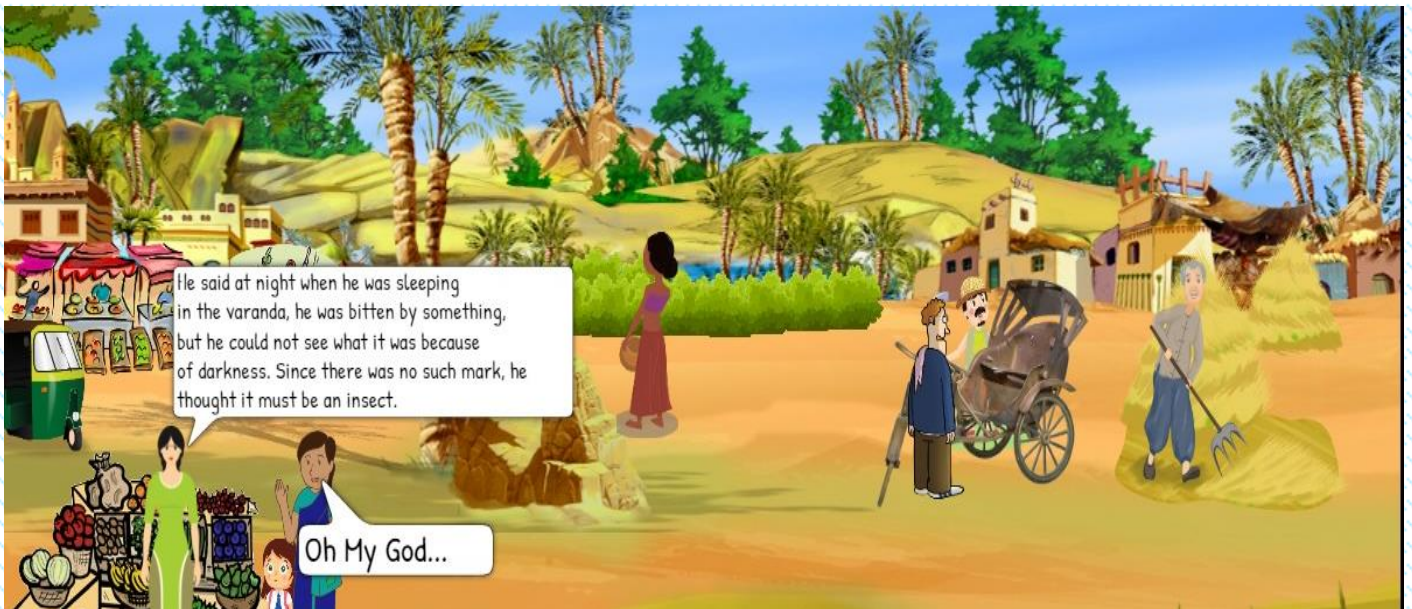 He said at night when he was sleeping
in the varanda, he was bitten by something,
but he could not see what it was because
of darkness. Since there was no such mark, he
thought it must be an insect.
Oh My God...